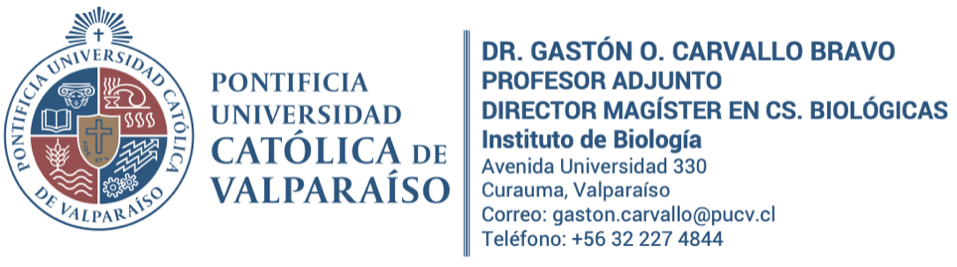 PONTIFICIA UNIVERSIDAD CATÓLICA
DE VALPARAÍSO
PONTIFICIA
UNIVERSIDAD
CATÓLICA DE
VALPARAÍSO
DR. GASTÓN O. CARVALLO BRAVO
PROFESOR ADJUNTO
DIRECTOR MAGÍSTER EN CS. BIOLÓGICAS
Instituto de Biología
Avenida Universidad 330
Curauma, Valparaíso
Correo: gaston.carvallo@pucv.cl
Teléfono: +56 32 227 4844